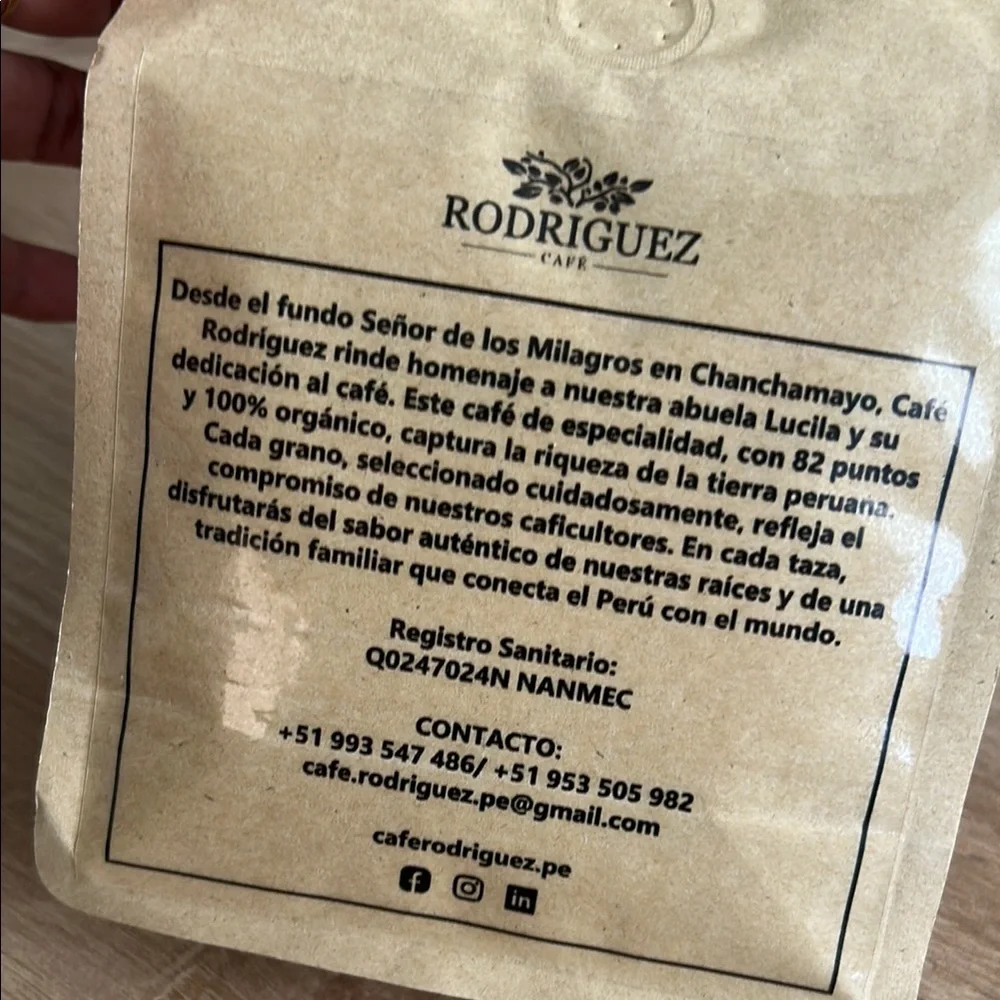 RODRIGUEZ
CAFÉ
Desde el fundo Señor de los Milagros en Chanchamayo, Café
Rodríguez rinde homenaje a nuestra abuela Lucila y su
dedicación al café. Este café de especialidad, con 82 puntos
y 100% orgánico, captura la riqueza de la tierra peruana.
Cada grano, seleccionado cuidadosamente, refleja el
compromiso de nuestros caficultores. En cada taza,
disfrutarás del sabor auténtico de nuestras raíces y de una
tradición familiar que conecta el Perú con el mundo.
Registro Sanitario:
Q0247024N NANMEC
CONTACTO:
+51 993 547 486/ +51 953 505 982
cafe.rodriguez.pe@gmail.com
caferodriguez.pe